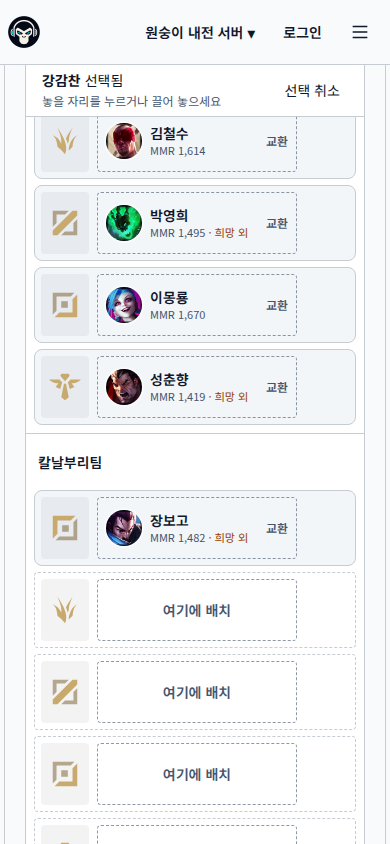 원숭이 내전 서버 ▾
로그인
강감찬 선택됨
놓을 자리를 누르거나 끌어 놓으세요
선택 취소
김철수
MMR 1,614
교환
박영희
MMR 1,495 · 희망 외
교환
이몽룡
MMR 1,670
교환
성춘향
MMR 1,419 · 희망 외
교환
칼날부리팀
장보고
MMR 1,482 · 희망 외
교환
여기에 배치
여기에 배치
여기에 배치